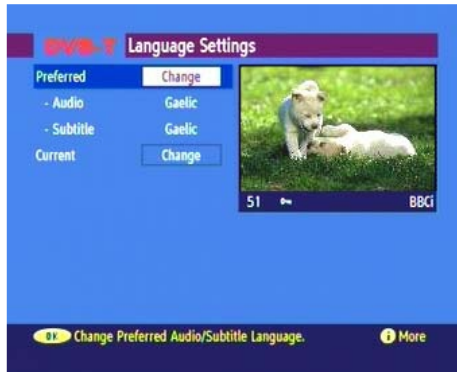 DVB-T Language Settings
Preferred Change
- Audio Gaelic
- Subtitle Gaelic
Current Change
51 BBCi
OK Change Preferred Audio/Subtitle Language. i More